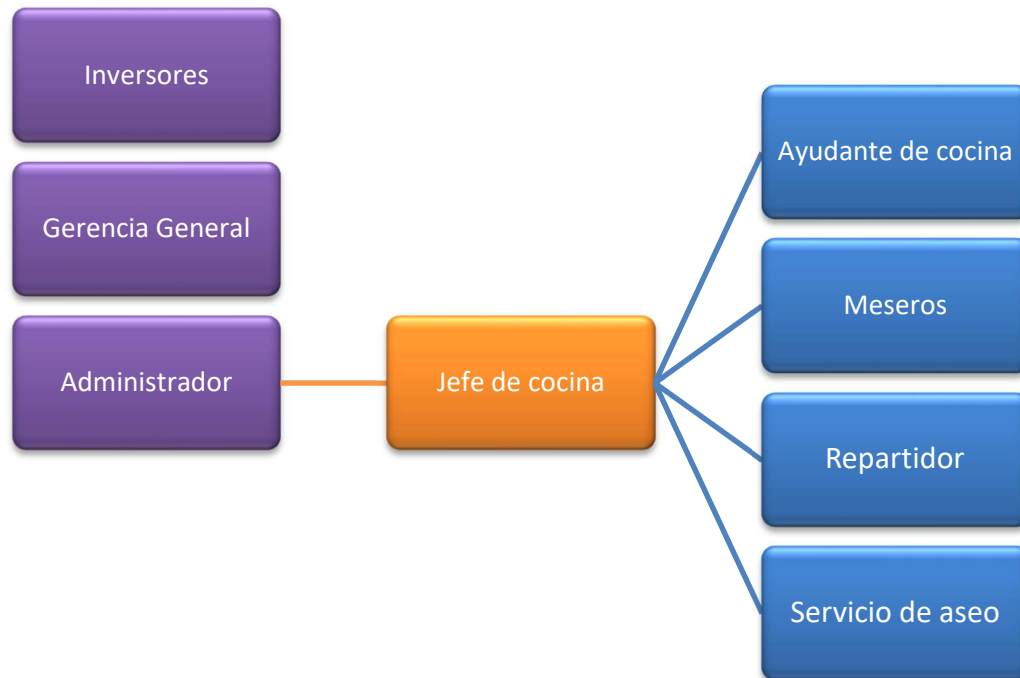 Inversores
Gerencia General
Administrador
Jefe de cocina
Ayudante de cocina
Meseros
Repartidor
Servicio de aseo